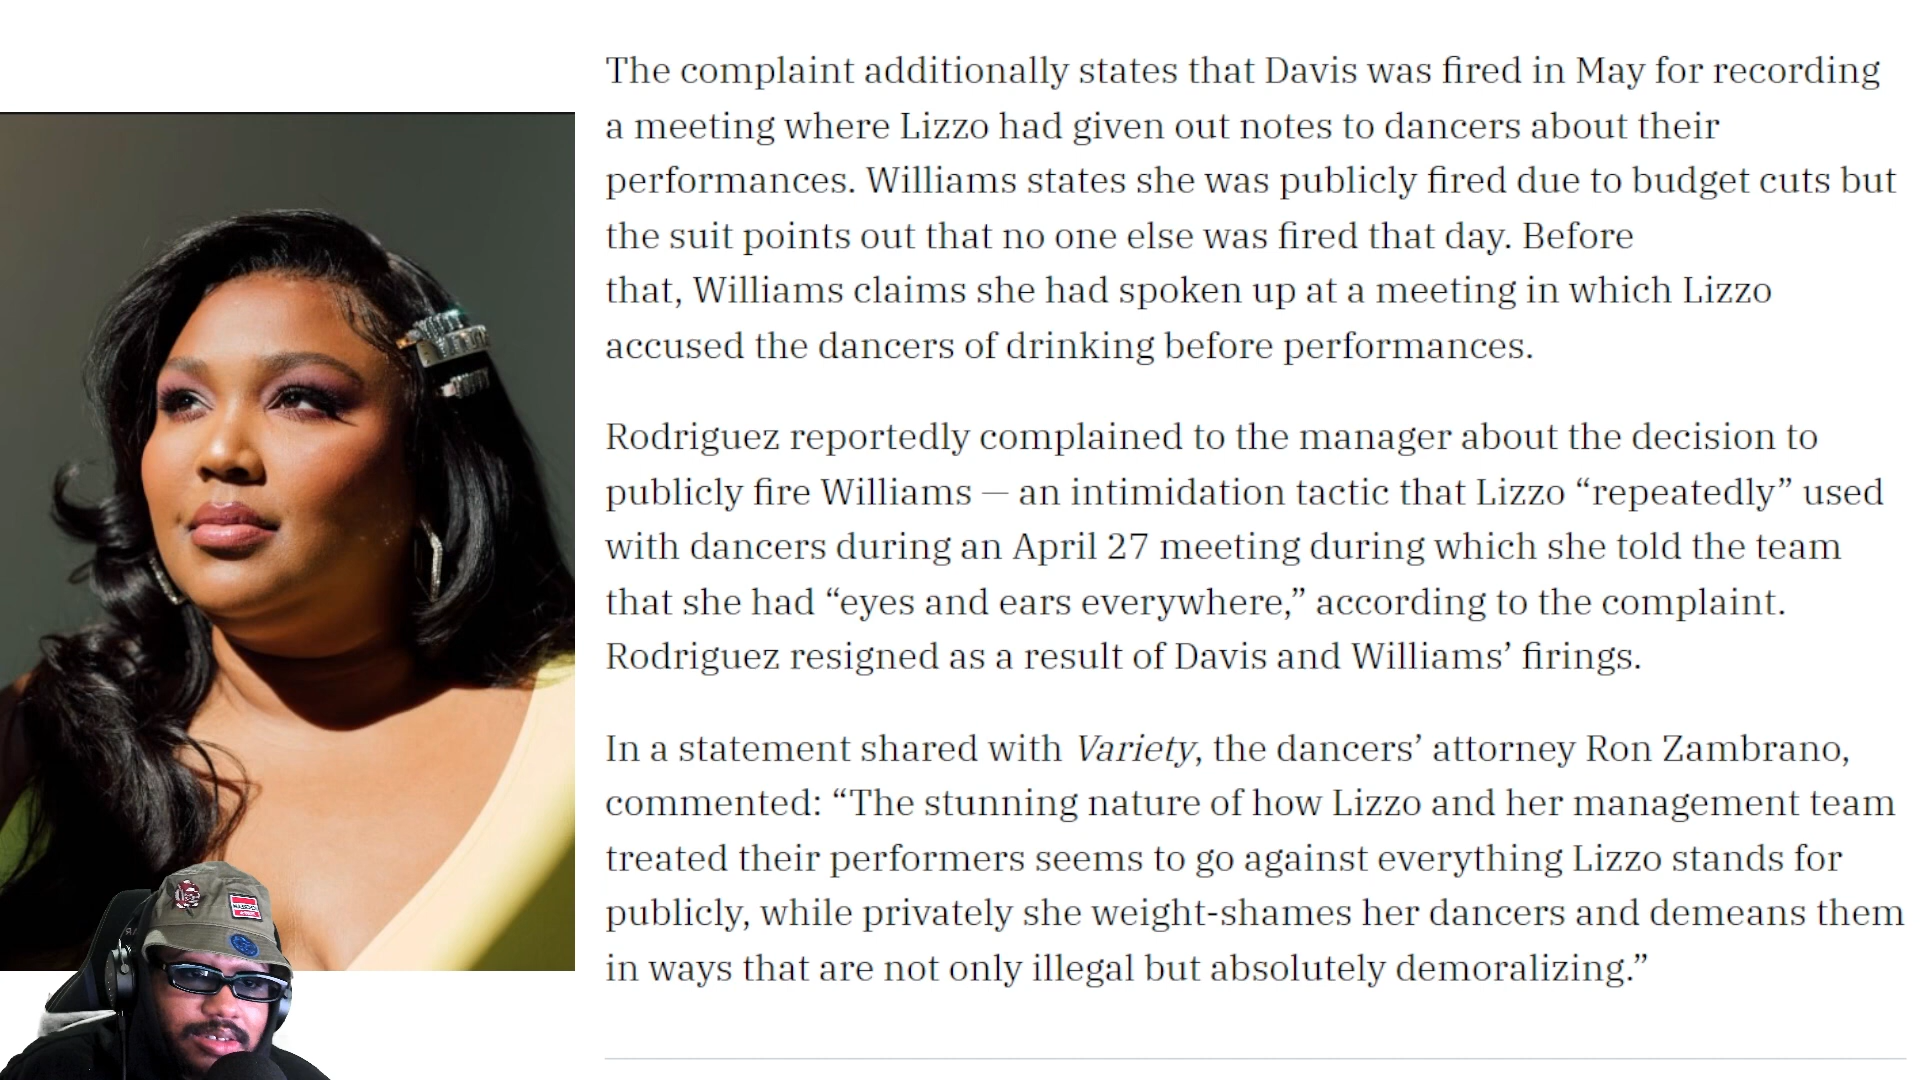 The complaint additionally states that Davis was fired in May for recording
a meeting where Lizzo had given out notes to dancers about their
performances. Williams states she was publicly fired due to budget cuts but
the suit points out that no one else was fired that day. Before
that, Williams claims she had spoken up at a meeting in which Lizzo
accused the dancers of drinking before performances.
Rodriguez reportedly complained to the manager about the decision to
publicly fire Williams — an intimidation tactic that Lizzo “repeatedly” used
with dancers during an April 27 meeting during which she told the team
that she had “eyes and ears everywhere,” according to the complaint.
Rodriguez resigned as a result of Davis and Williams’ firings.
In a statement shared with Variety, the dancers’ attorney Ron Zambrano,
commented: “The stunning nature of how Lizzo and her management team
treated their performers seems to go against everything Lizzo stands for
publicly, while privately she weight-shames her dancers and demeans them
in ways that are not only illegal but absolutely demoralizing.”